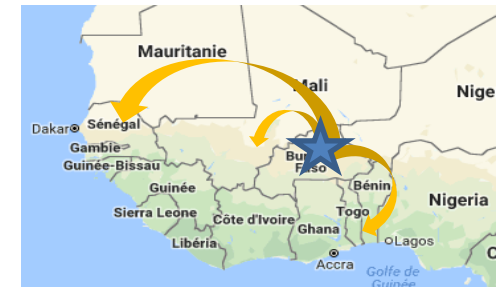 Mauritanie
Mali
Nige
Dakar
Sénégal
Gambie
Guinée-Bissau
Burkina Faso
Bénin
Guinée
Nigeria
Sierra Leone
Côte d'Ivoire
Togo
Ghana
Libéria
Lagos
Accra
C
Golfe de
Guinée